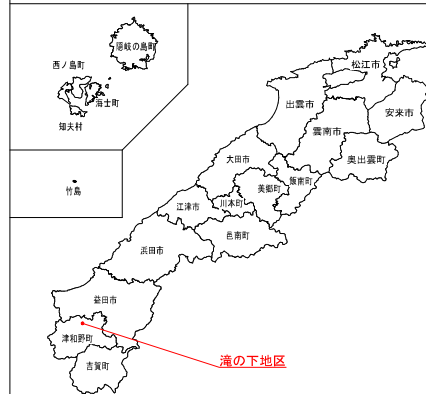 隠岐の島町
西ノ島町
海士町
知夫村
竹島
松江市
出雲市
安来市
雲南市
奥出雲町
大田市
飯南町
美郷町
川本町
江津市
邑南町
浜田市
益田市
津和野町
滝の下地区
吉賀町